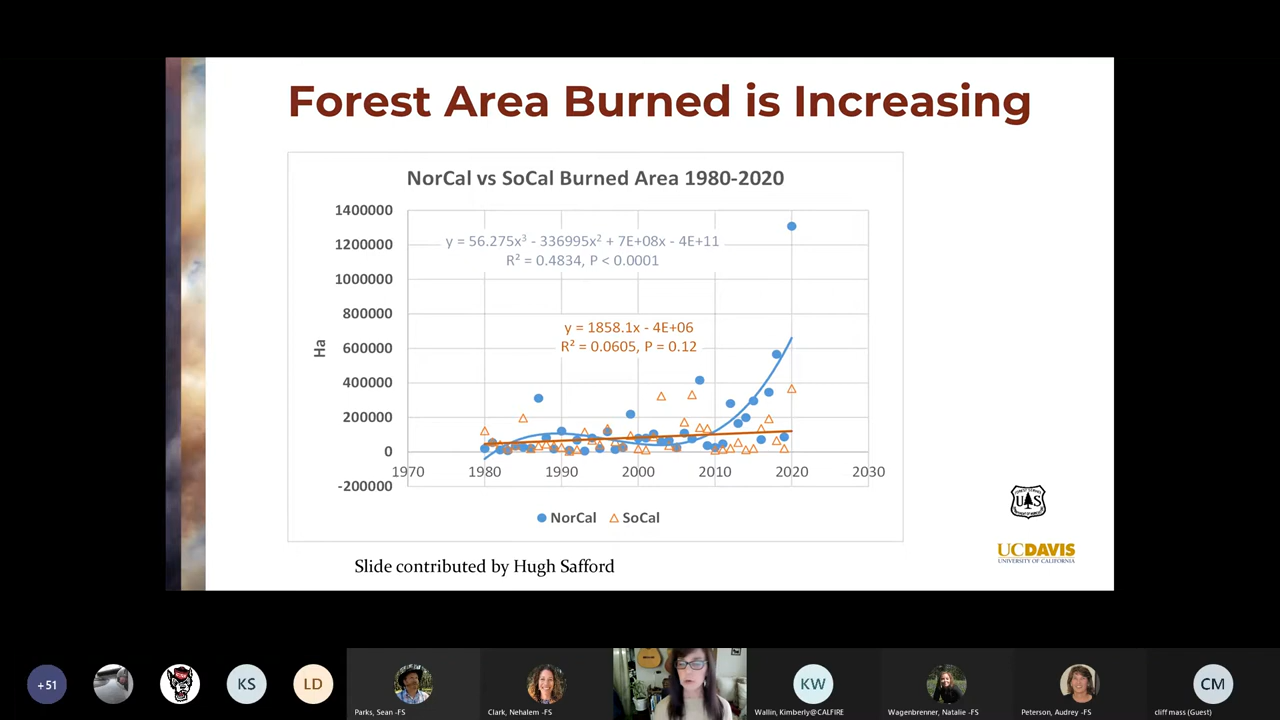 Forest Area Burned is Increasing
NorCal vs SoCal Burned Area 1980-2020
1400000
1200000
1000000
800000
600000
400000
200000
0
-200000
Ha
y = 56.275x³ - 336995x² + 7E+08x - 4E+11
R² = 0.4834, P < 0.0001
y = 1858.1x - 4E+06
R² = 0.0605, P = 0.12
1970 1980 1990 2000 2010 2020 2030
NorCal SoCal
Slide contributed by Hugh Safford
U S
UCDAVIS
UNIVERSITY OF CALIFORNIA
+51
KS
LD
KW
CM
Parks, Sean -FS
Clark, Nehalem -FS
Wallin, Kimberly@CALFIRE
Wagenbrenner, Natalie -FS
Peterson, Audrey -FS
cliff mass (Guest)